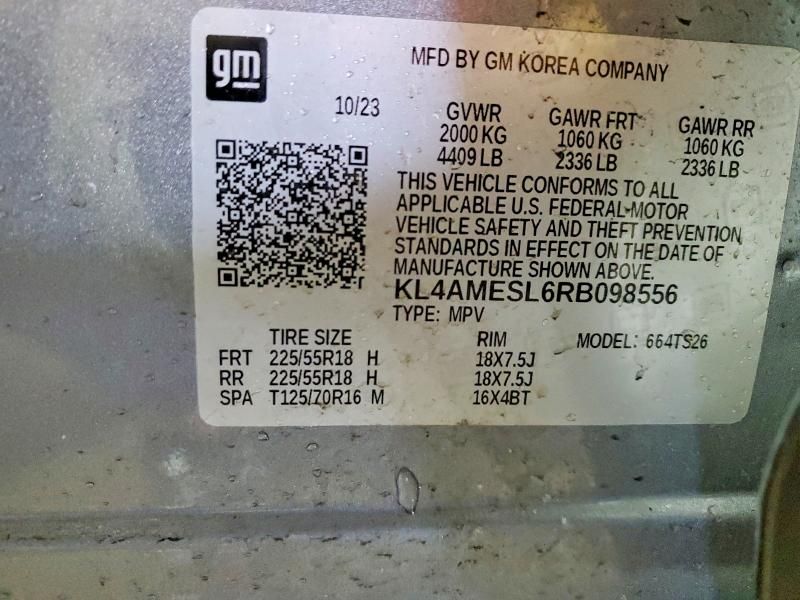 gm
MFD BY GM KOREA COMPANY
10/23 GVWR GAWR FRT GAWR RR
2000 KG 1060 KG 1060 KG
4409 LB 2336 LB 2336 LB
THIS VEHICLE CONFORMS TO ALL
APPLICABLE U.S. FEDERAL MOTOR
VEHICLE SAFETY AND THEFT PREVENTION
STANDARDS IN EFFECT ON THE DATE OF
MANUFACTURE SHOWN ABOVE.
KL4AMESL6RB098556
TYPE: MPV
TIRE SIZE RIM MODEL: 664TS26
FRT 225/55R18 H 18X7.5J
RR 225/55R18 H 18X7.5J
SPA T125/70R16 M 16X4BT